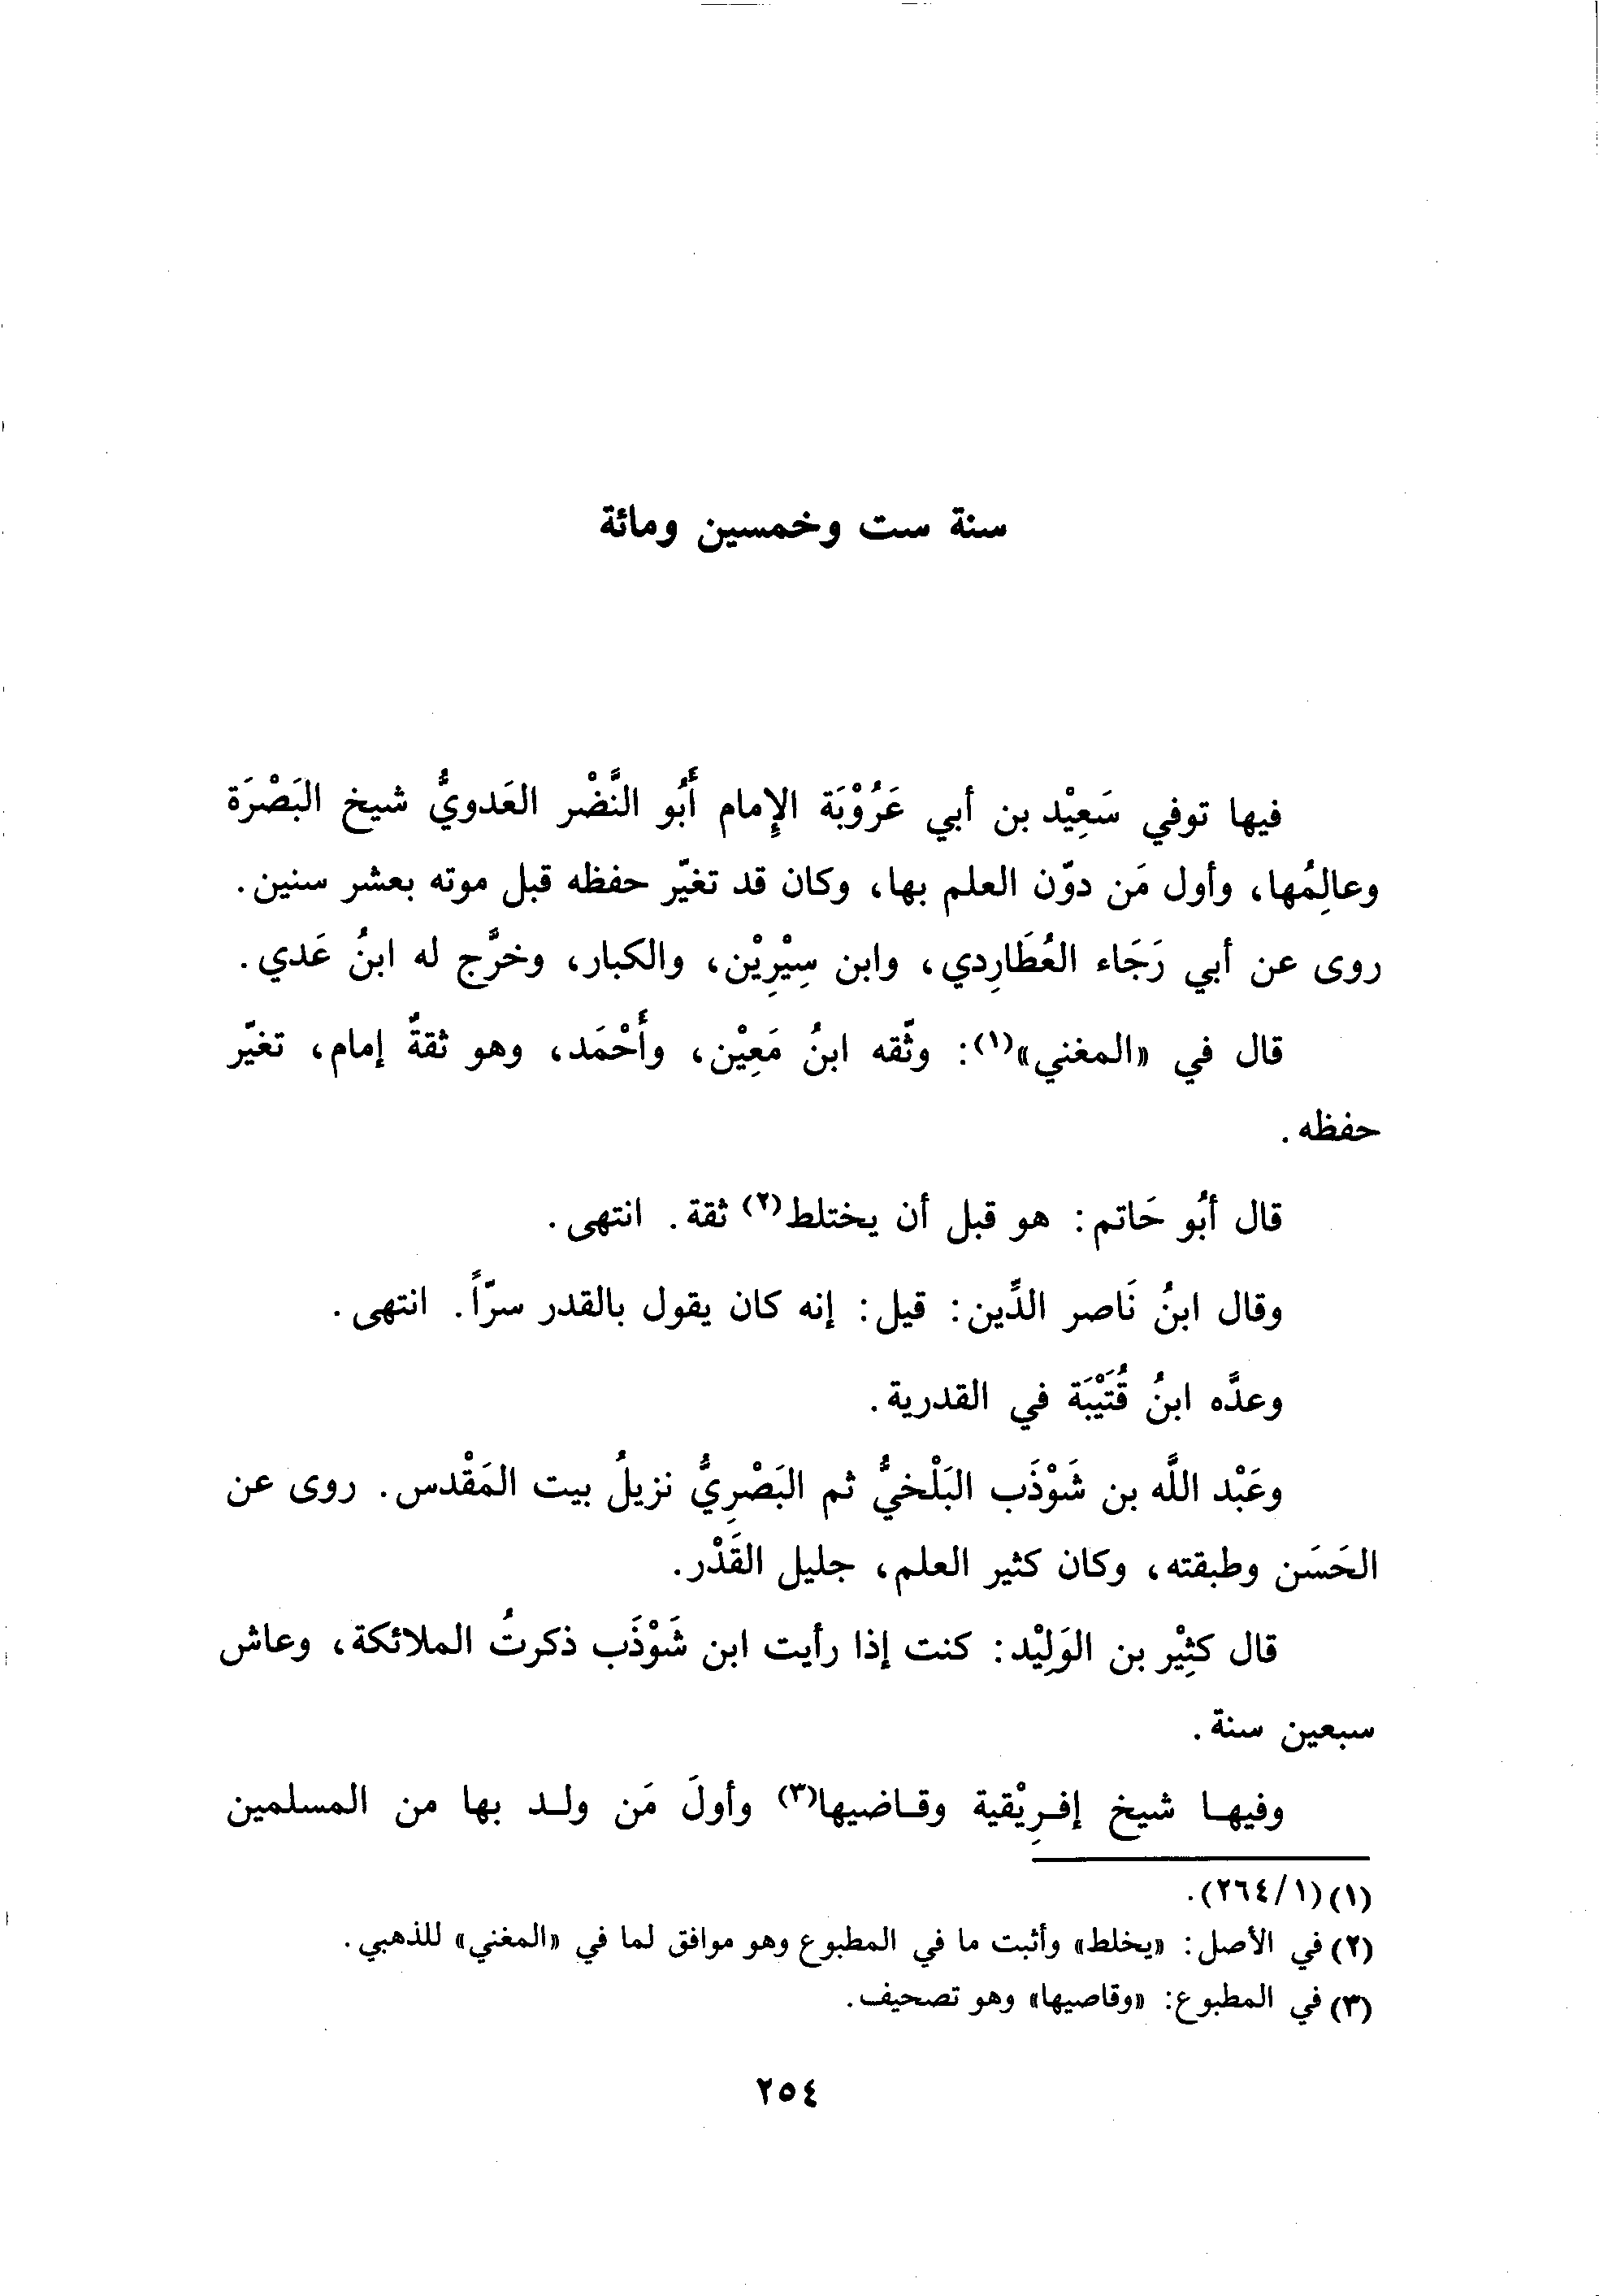 سنة ست وخمسين ومائة
فيها توفي سَعِيْد بن أبي عَرُوْبَة الإِمام أَبُو النَّضْر العَدويُّ شيخ البَصْرَة
وعالِمُها، وأول مَن دوّن العلم بها، وكان قد تغيّر حفظه قبل موته بعشر سنين.
روى عن أبي رَجَاء العُطَارِدي، وابن سِيْرِيْن، والكبار، وخرَّج له ابنُ عَدي.
قال في «المغني»(١): وثّقه ابنُ مَعِيْن، وأَحْمَد، وهو ثقةٌ إمام، تغيّر
حفظه.
قال أبُو حَاتم: هو قبل أن يختلط(٢) ثقة. انتهى.
وقال ابنُ نَاصر الدِّين: قيل: إنه كان يقول بالقدر سرّاً. انتهى.
وعدَّه ابنُ قُتَيْبَة في القدرية.
وعَبْد اللَّه بن شَوْذَب البَلْخيُّ ثم البَصْرِيُّ نزيلُ بيت المَقْدس. روى عن
الحَسَن وطبقته، وكان كثير العلم، جليل القَدْر.
قال كثِيْر بن الوَلِيْد: كنت إذا رأيت ابن شَوْذَب ذكرتُ الملائكة، وعاش
سبعين سنة.
وفيها شيخ إفرِيْقية وقاضيها(٣) وأولَ مَن ولد بها من المسلمين
(١) (٢٦٤/١).
(٢) في الأصل: «يخلط» وأثبت ما في المطبوع وهو موافق لما في «المغني» للذهبي.
(٣) في المطبوع: «وقاصيها» وهو تصحيف.
٢٥٤